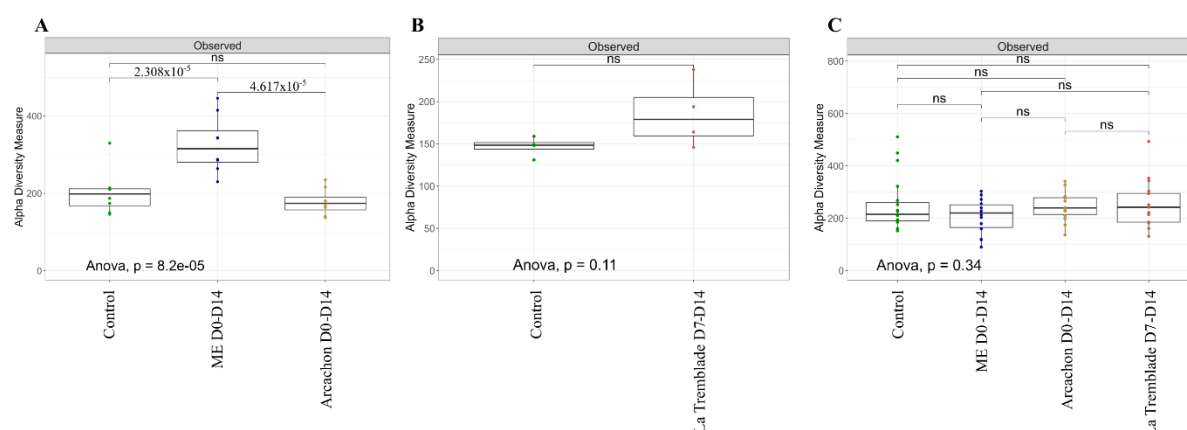 A
Observed
ns
2.308x10⁻⁵
4.617x10⁻⁵
Alpha Diversity Measure
400
200
0
Anova, p = 8.2e-05
Control
ME D0-D14
Arcachon D0-D14
B
Observed
ns
Alpha Diversity Measure
250
200
150
100
50
0
Anova, p = 0.11
Control
La Tremblade D7-D14
C
Observed
ns
ns
ns
ns
ns
ns
Alpha Diversity Measure
800
600
400
200
0
Anova, p = 0.34
Control
ME D0-D14
Arcachon D0-D14
La Tremblade D7-D14